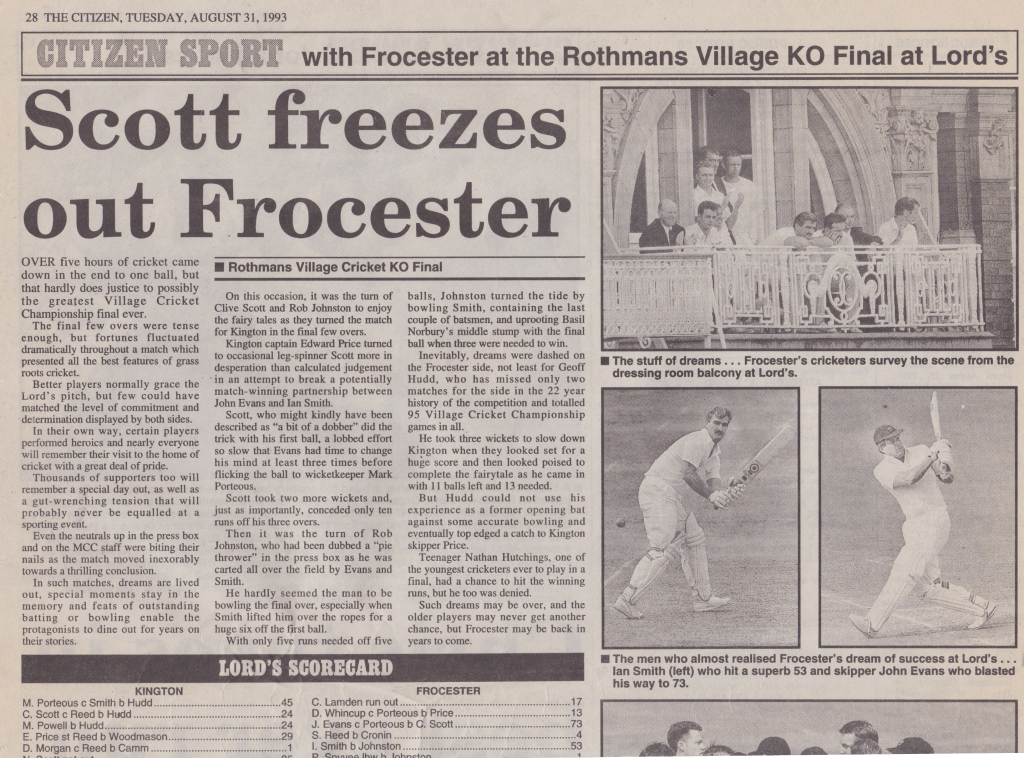 28 THE CITIZEN, TUESDAY, AUGUST 31, 1993
CITIZEN SPORT with Frocester at the Rothmans Village KO Final at Lord's
Scott freezes
out Frocester
OVER five hours of cricket came
down in the end to one ball, but
that hardly does justice to possibly
the greatest Village Cricket
Championship final ever.
The final few overs were tense
enough, but fortunes fluctuated
dramatically throughout a match which
presented all the best features of grass
roots cricket.
Better players normally grace the
Lord's pitch, but few could have
matched the level of commitment and
determination displayed by both sides.
In their own way, certain players
performed heroics and nearly everyone
will remember their visit to the home of
cricket with a great deal of pride.
Thousands of supporters too will
remember a special day out, as well as
a gut-wrenching tension that will
probably never be equalled at a
sporting event.
Even the neutrals up in the press box
and on the MCC staff were biting their
nails as the match moved inexorably
towards a thrilling conclusion.
In such matches, dreams are lived
out, special moments stay in the
memory and feats of outstanding
batting or bowling enable the
protagonists to dine out for years on
their stories.
■ Rothmans Village Cricket KO Final
On this occasion, it was the turn of
Clive Scott and Rob Johnston to enjoy
the fairy tales as they turned the match
for Kington in the final few overs.
Kington captain Edward Price turned
to occasional leg-spinner Scott more in
desperation than calculated judgement
in an attempt to break a potentially
match-winning partnership between
John Evans and Ian Smith.
Scott, who might kindly have been
described as "a bit of a dobber" did the
trick with his first ball, a lobbed effort
so slow that Evans had time to change
his mind at least three times before
flicking the ball to wicketkeeper Mark
Porteous.
Scott took two more wickets and,
just as importantly, conceded only ten
runs off his three overs.
Then it was the turn of Rob
Johnston, who had been dubbed a "pie
thrower" in the press box as he was
carted all over the field by Evans and
Smith.
He hardly seemed the man to be
bowling the final over, especially when
Smith lifted him over the ropes for a
huge six off the first ball.
With only five runs needed off five
balls, Johnston turned the tide by
bowling Smith, containing the last
couple of batsmen, and uprooting Basil
Norbury's middle stump with the final
ball when three were needed to win.
Inevitably, dreams were dashed on
the Frocester side, not least for Geoff
Hudd, who has missed only two
matches for the side in the 22 year
history of the competition and totalled
95 Village Cricket Championship
games in all.
He took three wickets to slow down
Kington when they looked set for a
huge score and then looked poised to
complete the fairytale as he came in
with 11 balls left and 13 needed.
But Hudd could not use his
experience as a former opening bat
against some accurate bowling and
eventually top edged a catch to Kington
skipper Price.
Teenager Nathan Hutchings, one of
the youngest cricketers ever to play in a
final, had a chance to hit the winning
runs, but he too was denied.
Such dreams may be over, and the
older players may never get another
chance, but Frocester may be back in
years to come.
■ The stuff of dreams . . . Frocester's cricketers survey the scene from the
dressing room balcony at Lord's.
■ The men who almost realised Frocester's dream of success at Lord's . . .
Ian Smith (left) who hit a superb 53 and skipper John Evans who blasted
his way to 73.
LORD'S SCORECARD
KINGTON
M. Porteous c Smith b Hudd 45
C. Scott c Reed b Hudd 24
M. Powell b Hudd 24
E. Price st Reed b Woodmason 29
D. Morgan c Reed b Camm 1
FROCESTER
C. Lamden run out 17
D. Whincup c Porteous b Price 13
J. Evans c Porteous b C. Scott 73
S. Reed b Cronin 4
I. Smith b Johnston 53